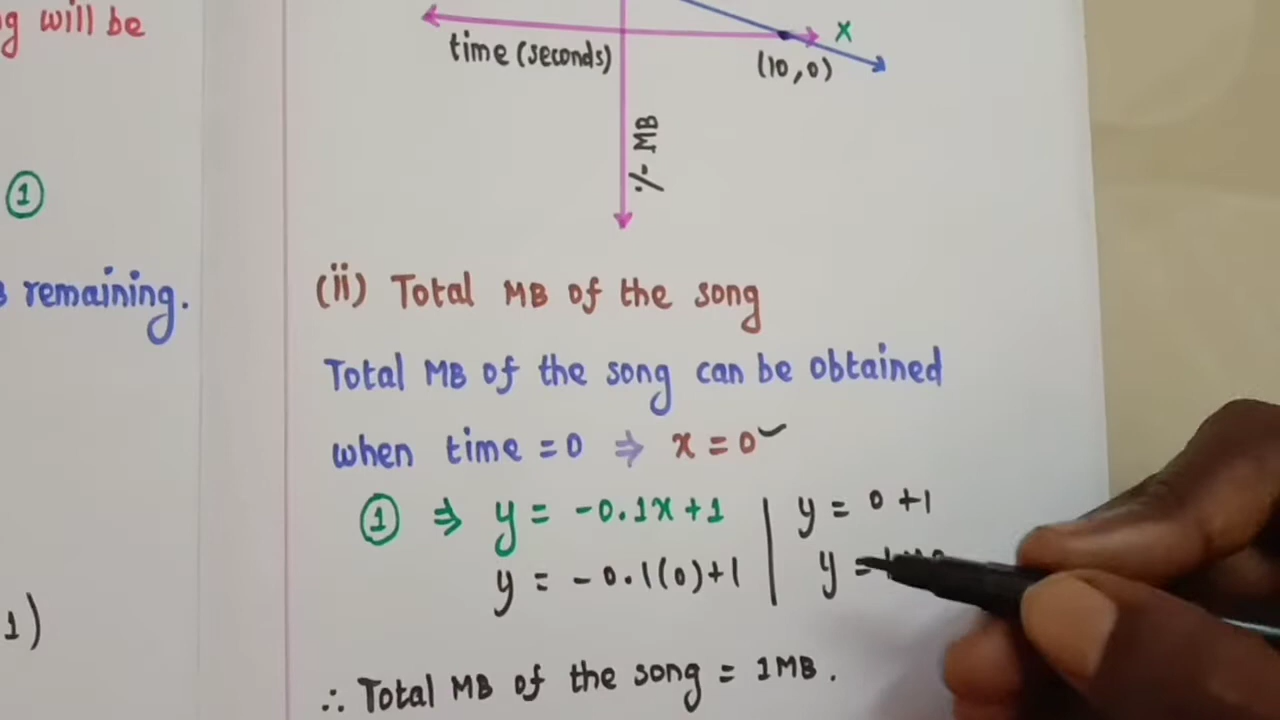 g will be
①
remaining.
1)
x
time (seconds)
(10,0)
% MB
(ii) Total MB of the song
Total MB of the song can be obtained
when time = 0 ⇒ x = 0
① ⇒ y = -0.1x+1
y = -0.1(0)+1
y = 0+1
y =
∴ Total MB of the song = 1MB.